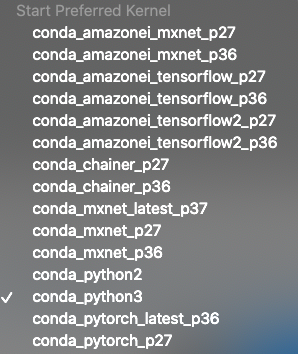 Start Preferred Kernel
conda_amazonei_mxnet_p27
conda_amazonei_mxnet_p36
conda_amazonei_tensorflow_p27
conda_amazonei_tensorflow_p36
conda_amazonei_tensorflow2_p27
conda_amazonei_tensorflow2_p36
conda_chainer_p27
conda_chainer_p36
conda_mxnet_latest_p37
conda_mxnet_p27
conda_mxnet_p36
conda_python2
✓ conda_python3
conda_pytorch_latest_p36
conda_pytorch_p27